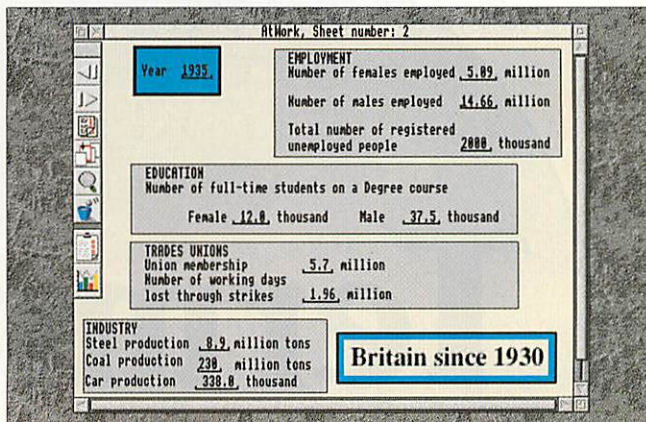 AtWork, Sheet number: 2
Year 1935
EMPLOYMENT
Number of females employed 5.09 million
Number of males employed 14.66 million
Total number of registered
unemployed people 2000 thousand
EDUCATION
Number of full-time students on a Degree course
Female 12.0 thousand Male 37.5 thousand
TRADES UNIONS
Union membership 5.7 million
Number of working days
lost through strikes 1.96 million
INDUSTRY
Steel production 8.9 million tons
Coal production 230 million tons
Car production 338.0 thousand
Britain since 1930